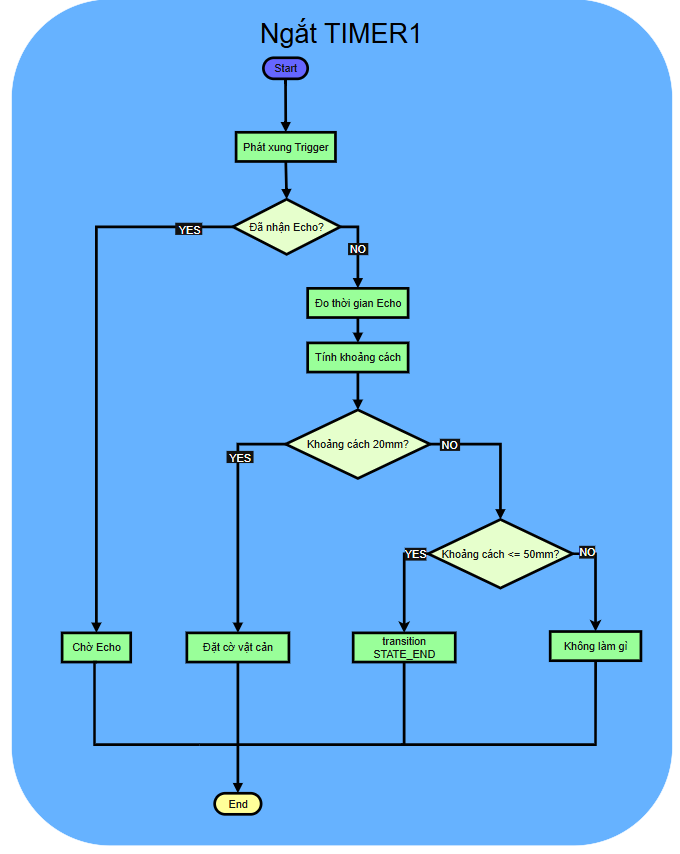 Ngắt TIMER1
Start
Phát xung Trigger
Đã nhận Echo?
YES
NO
Đo thời gian Echo
Tính khoảng cách
Khoảng cách 20mm?
YES
NO
Khoảng cách <= 50mm?
YES
NO
Chờ Echo
Đặt cờ vật cản
transition
STATE_END
Không làm gỉ
End